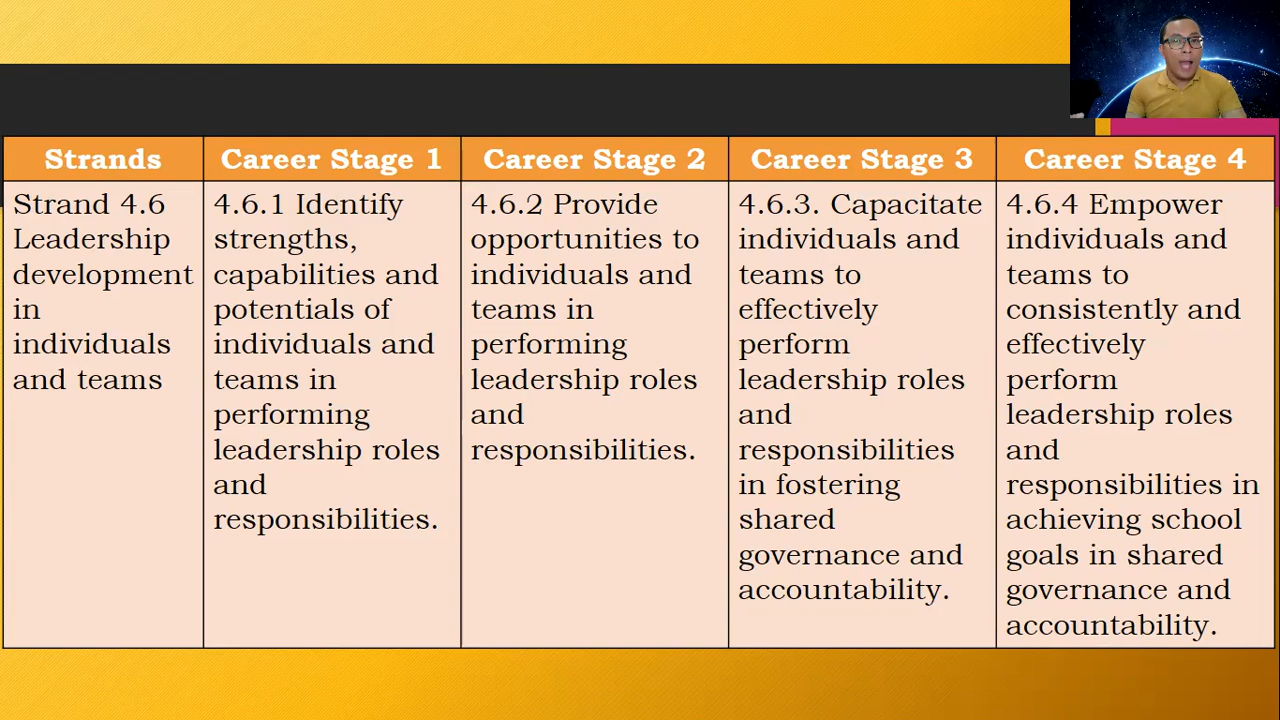 Strands
Career Stage 1
Career Stage 2
Career Stage 3
Career Stage 4
Strand 4.6
Leadership
development
in
individuals
and teams
4.6.1 Identify
strengths,
capabilities and
potentials of
individuals and
teams in
performing
leadership roles
and
responsibilities.
4.6.2 Provide
opportunities to
individuals and
teams in
performing
leadership roles
and
responsibilities.
4.6.3. Capacitate
individuals and
teams to
effectively
perform
leadership roles
and
responsibilities
in fostering
shared
governance and
accountability.
4.6.4 Empower
individuals and
teams to
consistently and
effectively
perform
leadership roles
and
responsibilities in
achieving school
goals in shared
governance and
accountability.